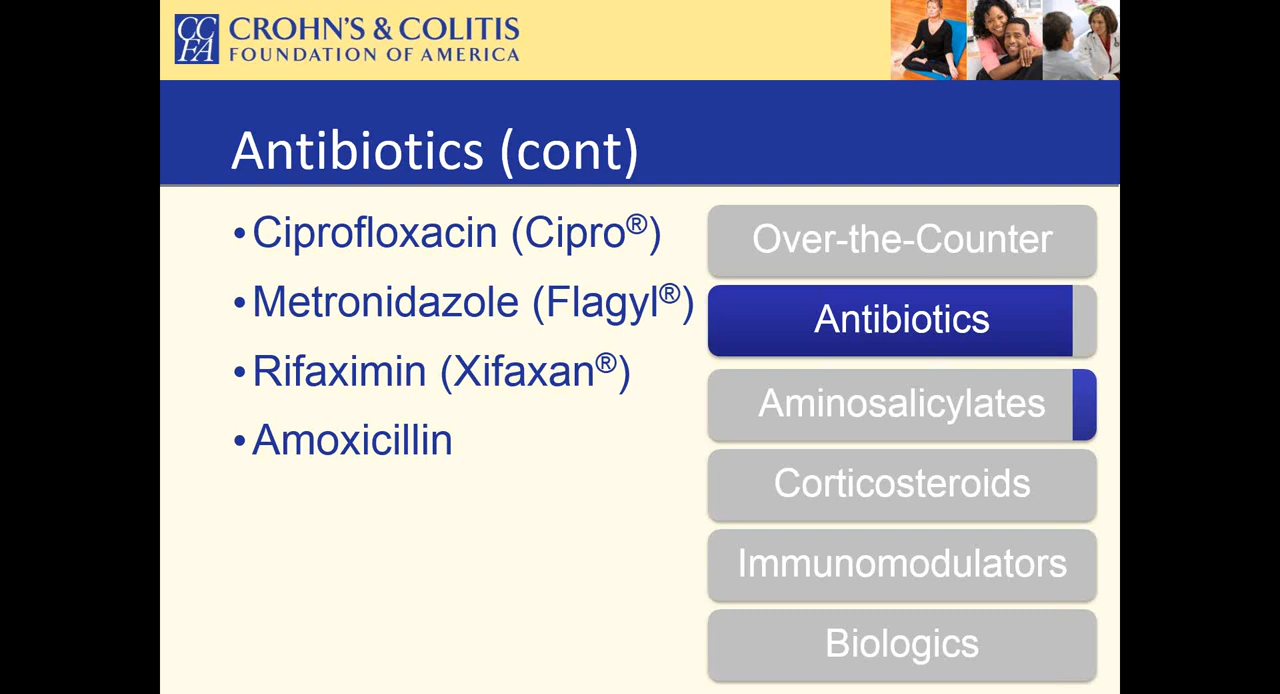 CCFA
CROHN'S & COLITIS
FOUNDATION OF AMERICA
Antibiotics (cont)
•Ciprofloxacin (Cipro®)
•Metronidazole (Flagyl®)
•Rifaximin (Xifaxan®)
•Amoxicillin
Over-the-Counter
Antibiotics
Aminosalicylates
Corticosteroids
Immunomodulators
Biologics